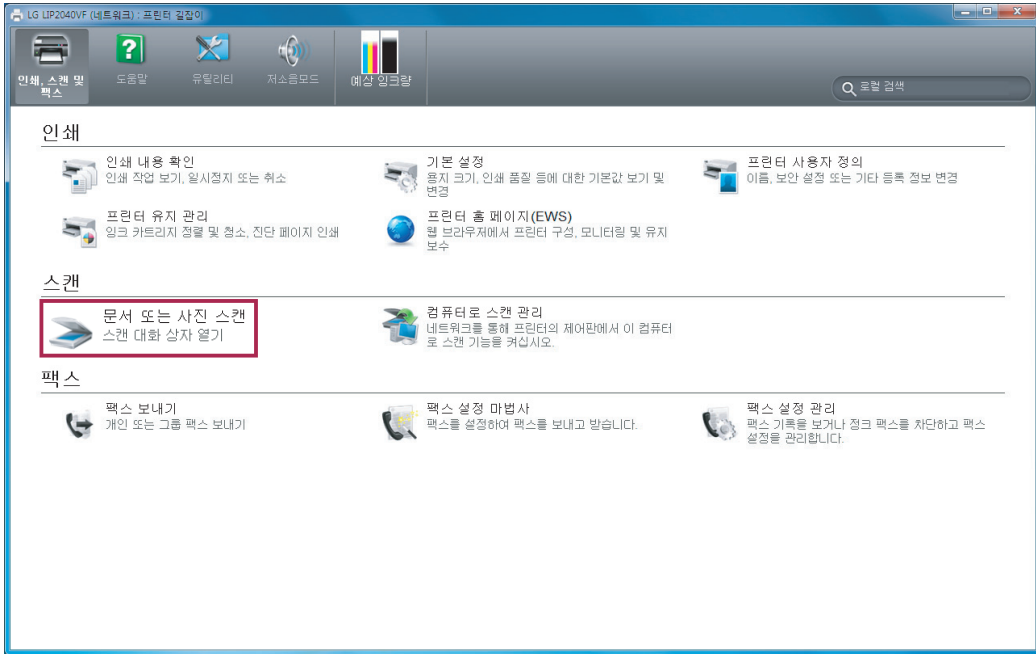 LG LIP2040VF (네트워크) : 프린터 길잡이
인쇄, 스캔 및
팩스
도움말
유틸리티
저소음모드
예상 잉크량
로컬 검색
인쇄
인쇄 내용 확인
인쇄 작업 보기, 일시정지 또는 취소
기본 설정
용지 크기, 인쇄 품질 등에 대한 기본값 보기 및
변경
프린터 사용자 정의
이름, 보안 설정 또는 기타 등록 정보 변경
프린터 유지 관리
잉크 카트리지 정렬 및 청소, 진단 페이지 인쇄
프린터 홈 페이지(EWS)
웹 브라우저에서 프린터 구성, 모니터링 및 유지
보수
스캔
문서 또는 사진 스캔
스캔 대화 상자 열기
컴퓨터로 스캔 관리
네트워크를 통해 프린터의 제어판에서 이 컴퓨터
로 스캔 기능을 켜십시오.
팩스
팩스 보내기
개인 또는 그룹 팩스 보내기
팩스 설정 마법사
팩스를 설정하여 팩스를 보내고 받습니다.
팩스 설정 관리
팩스 기록을 보거나 정크 팩스를 차단하고 팩스
설정을 관리합니다.